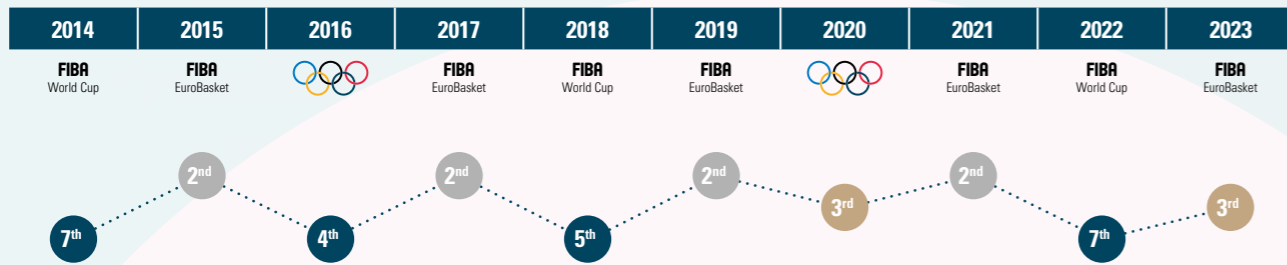 2014 2015 2016 2017 2018 2019 2020 2021 2022 2023
FIBA FIBA FIBA FIBA FIBA FIBA FIBA FIBA
World Cup EuroBasket EuroBasket World Cup EuroBasket EuroBasket World Cup EuroBasket
2nd 2nd 2nd 2nd
3rd 3rd
7th 4th 5th 7th